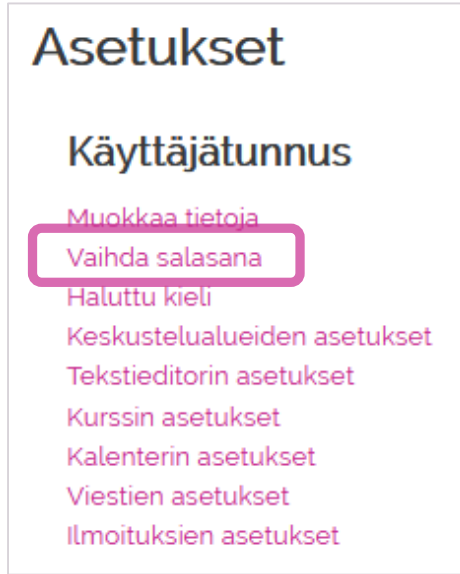 Asetukset
Käyttäjätunnus
Muokkaa tietoja
Vaihda salasana
Haluttu kieli
Keskustelualueiden asetukset
Tekstieditorin asetukset
Kurssin asetukset
Kalenterin asetukset
Viestien asetukset
Ilmoituksien asetukset